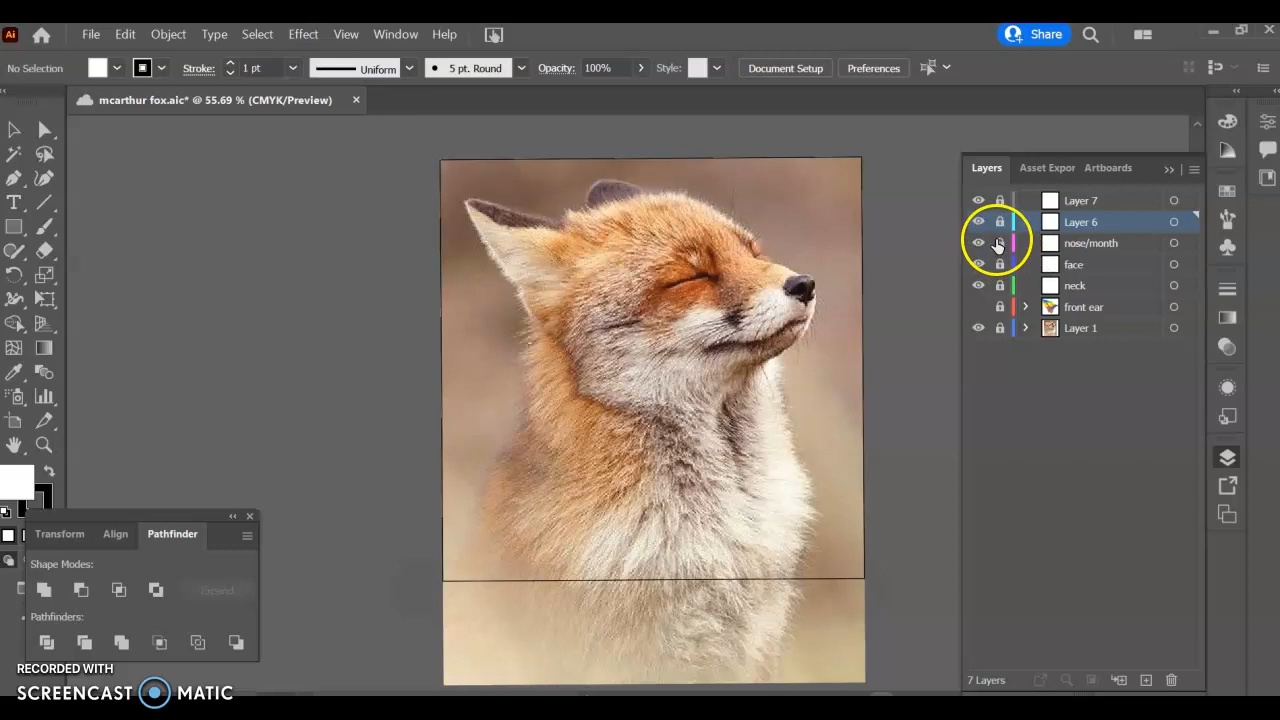 Ai File Edit Object Type Select Effect View Window Help Share
No Selection Stroke: 1 pt Uniform 5 pt. Round Opacity: 100% Style: Document Setup Preferences
mcarthur fox.aic* @ 55.69 % (CMYK/Preview)
Layers Asset Expor Artboards
Layer 7
Layer 6
nose/month
face
neck
front ear
Layer 1
Transform Align Pathfinder
Shape Modes:
Expand
Pathfinders:
RECORDED WITH
SCREENCAST MATIC
7 Layers